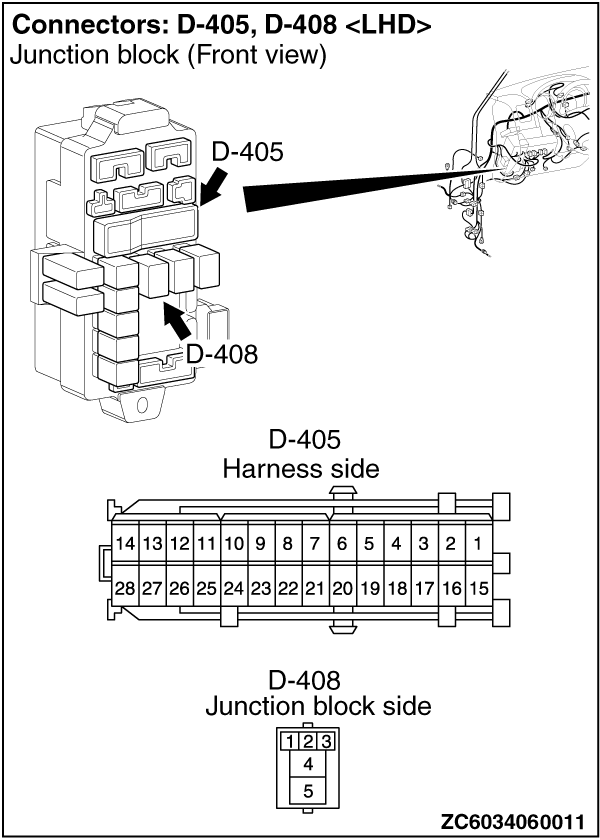 Connectors: D-405, D-408 <LHD>
Junction block (Front view)
D-405
D-408
D-405
Harness side
14 13 12 11 10 9 8 7 6 5 4 3 2 1
28 27 26 25 24 23 22 21 20 19 18 17 16 15
D-408
Junction block side
1 2 3
4
5
ZC6034060011